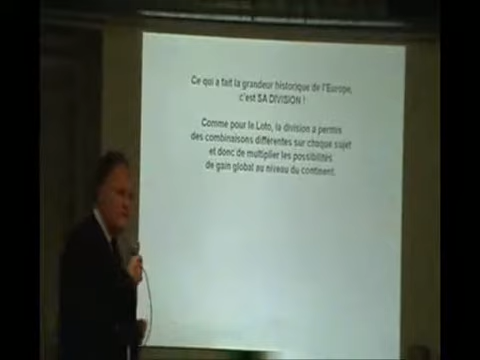 Ce qui a fait la grandeur historique de l'Europe,
c'est SA DIVISION !
Comme pour le Loto, la division a permis
des combinaisons différentes sur chaque sujet
et donc de multiplier les possibilités
de gain global au niveau du continent.